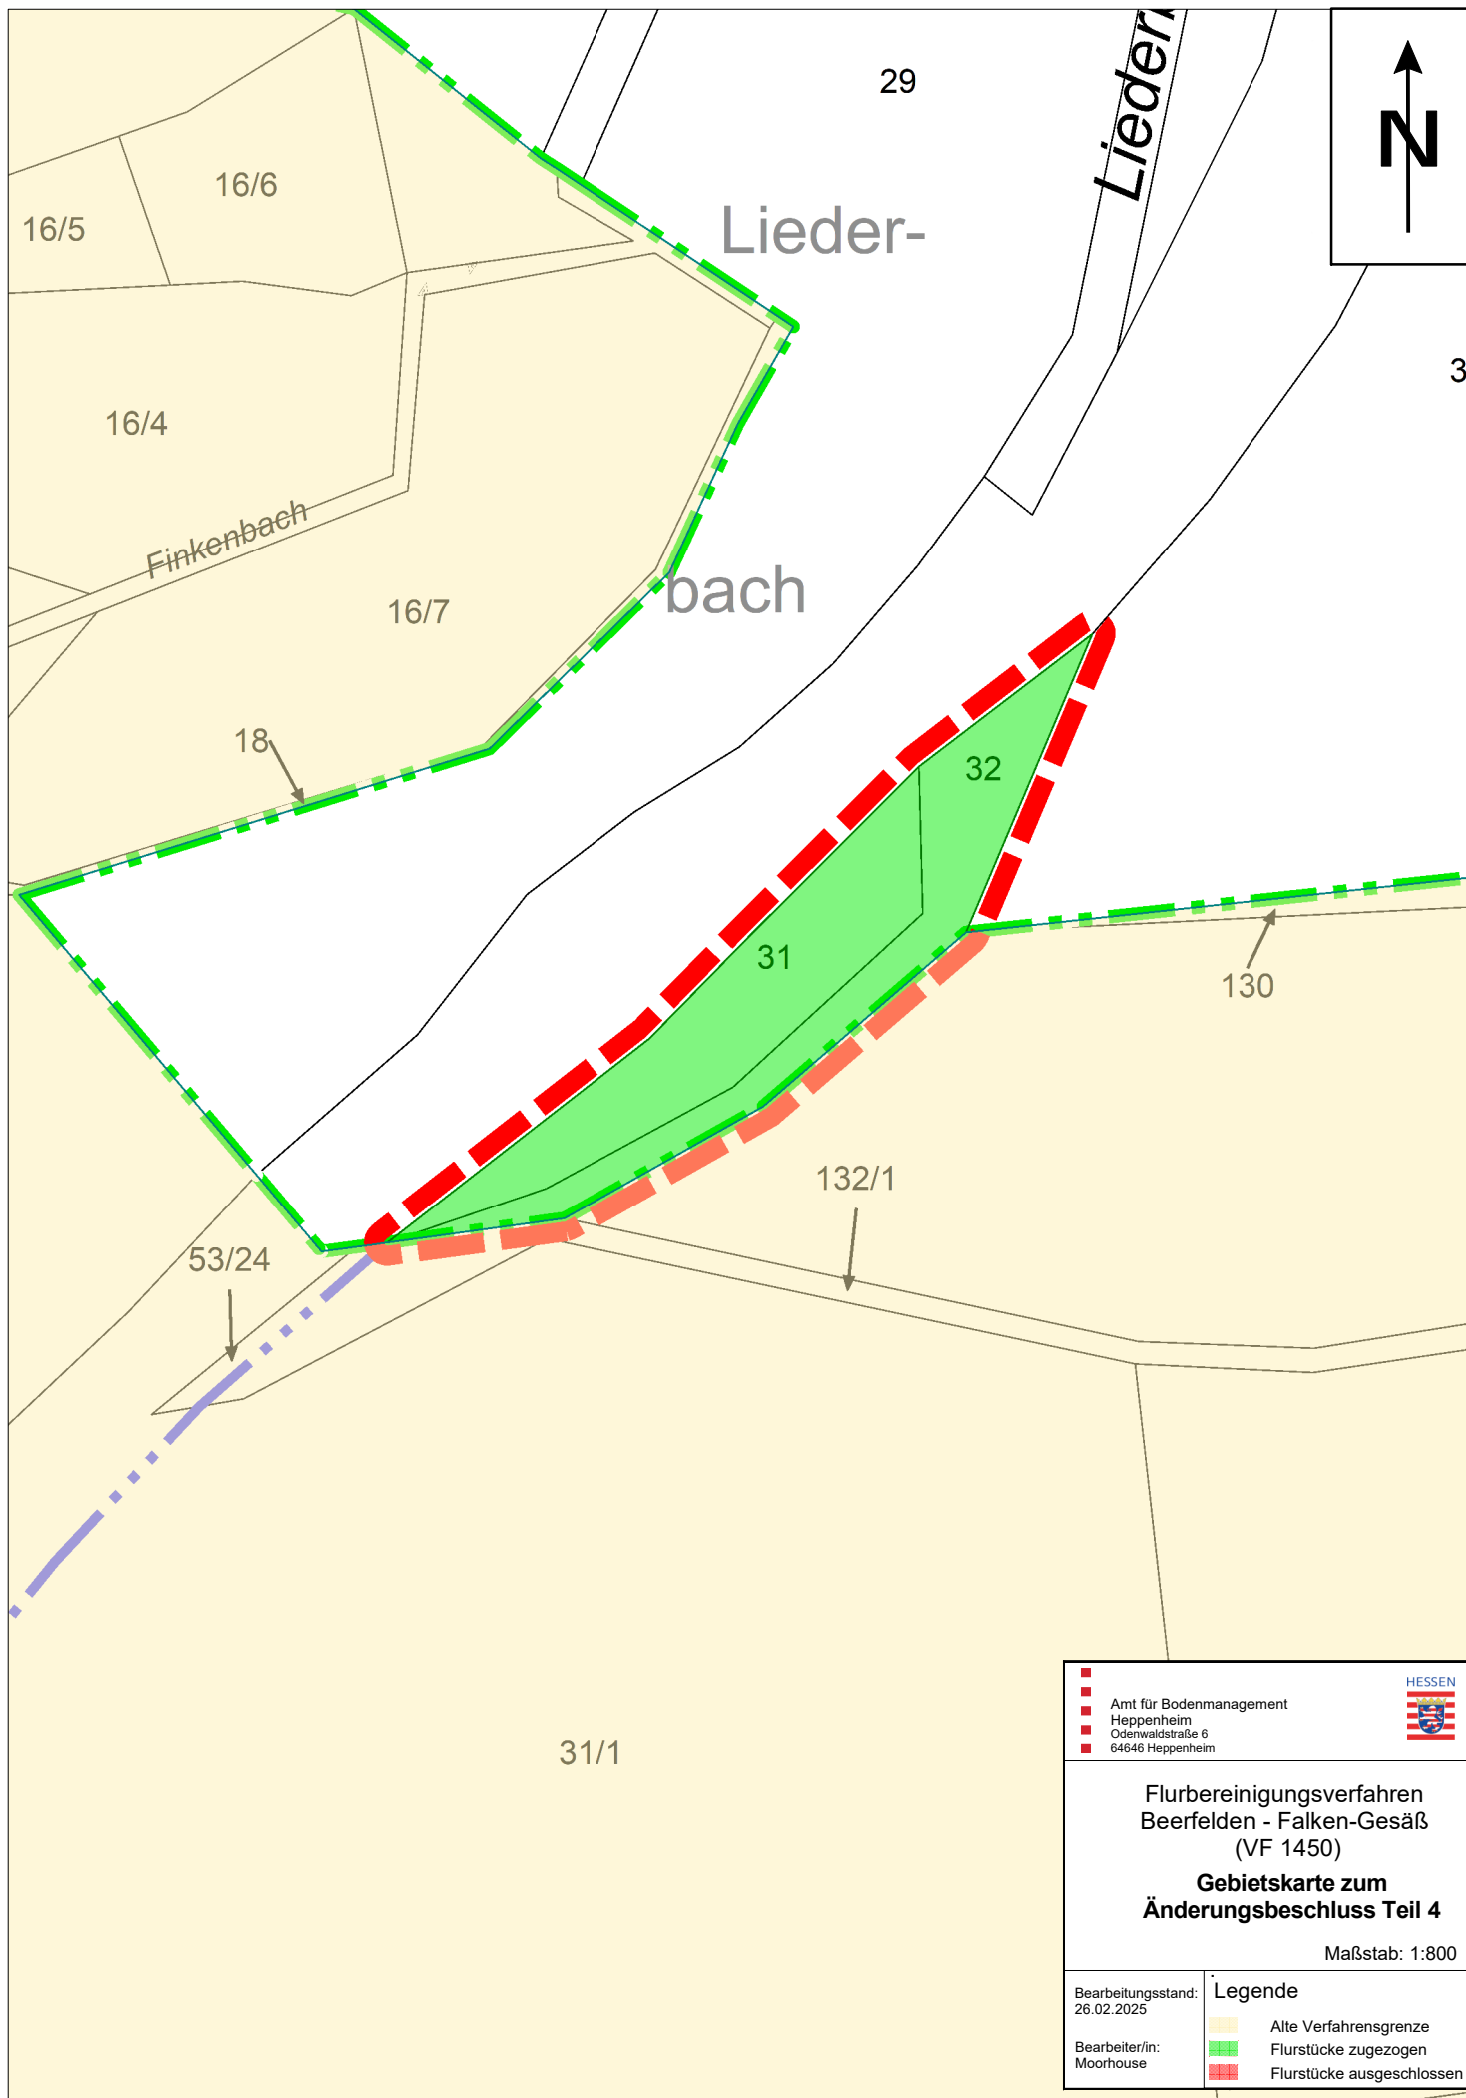 29
Lieder
N
16/6
16/5
Lieder-
3
16/4
Finkenbach
bach
16/7
18
32
31
130
132/1
53/24
31/1
HESSEN
Amt für Bodenmanagement
Heppenheim
Odenwaldstraße 6
64646 Heppenheim
Flurbereinigungsverfahren
Beerfelden - Falken-Gesäß
(VF 1450)
Gebietskarte zum
Änderungsbeschluss Teil 4
Maßstab: 1:800
Bearbeitungsstand:
26.02.2025
Bearbeiter/in:
Moorhouse
Legende
Alte Verfahrensgrenze
Flurstücke zugezogen
Flurstücke ausgeschlossen